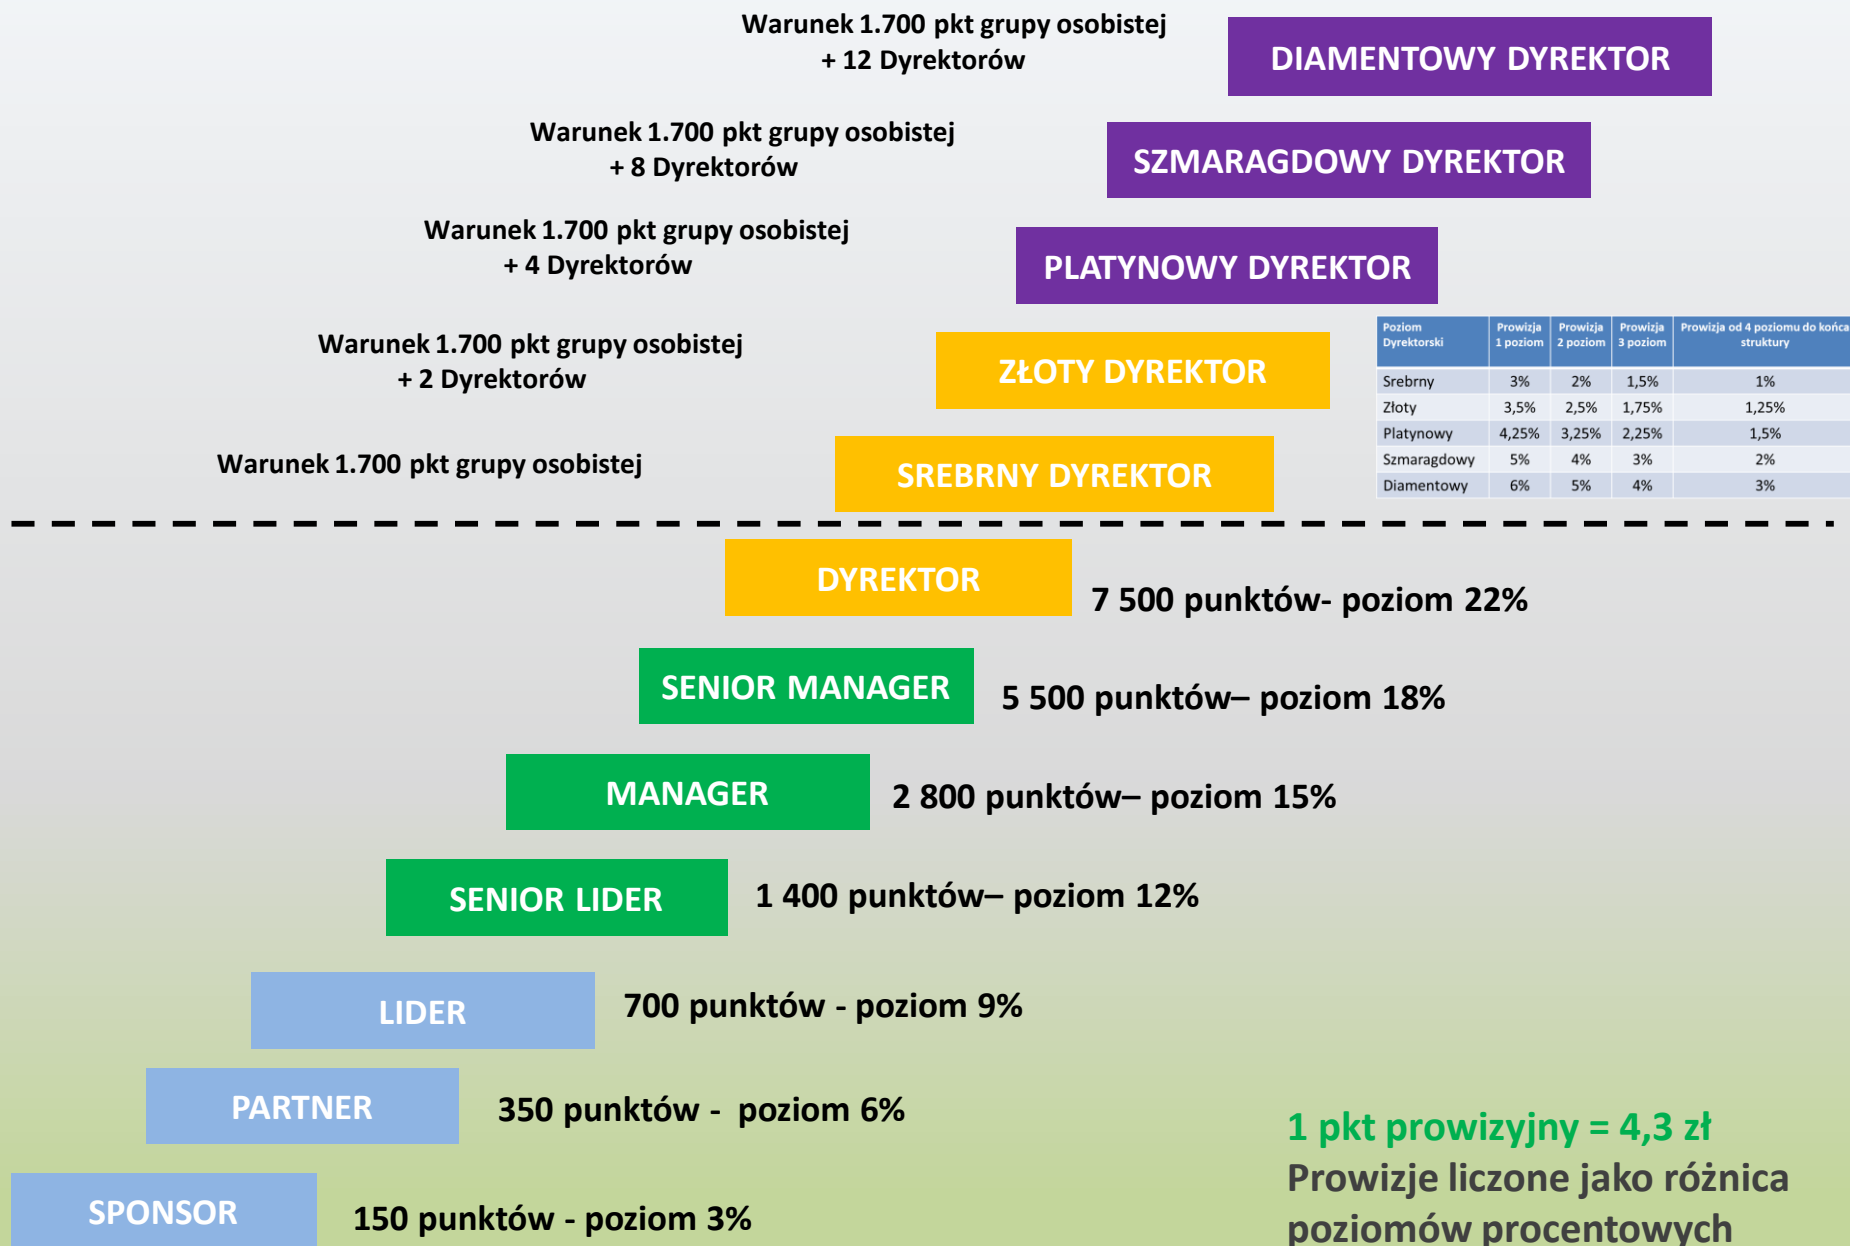 Warunek 1.700 pkt grupy osobistej
+ 12 Dyrektorów
DIAMENTOWY DYREKTOR
Warunek 1.700 pkt grupy osobistej
+ 8 Dyrektorów
SZMARAGDOWY DYREKTOR
Warunek 1.700 pkt grupy osobistej
+ 4 Dyrektorów
PLATYNOWY DYREKTOR
Warunek 1.700 pkt grupy osobistej
+ 2 Dyrektorów
ZŁOTY DYREKTOR
Poziom Dyrektorski Prowizja 1 poziom Prowizja 2 poziom Prowizja 3 poziom Prowizja od 4 poziomu do końca struktury
Srebrny 3% 2% 1,5% 1%
Złoty 3,5% 2,5% 1,75% 1,25%
Platynowy 4,25% 3,25% 2,25% 1,5%
Szmaragdowy 5% 4% 3% 2%
Diamentowy 6% 5% 4% 3%
Warunek 1.700 pkt grupy osobistej
SREBRNY DYREKTOR
DYREKTOR
7 500 punktów- poziom 22%
SENIOR MANAGER
5 500 punktów– poziom 18%
MANAGER
2 800 punktów– poziom 15%
SENIOR LIDER
1 400 punktów– poziom 12%
LIDER
700 punktów - poziom 9%
PARTNER
350 punktów - poziom 6%
SPONSOR
150 punktów - poziom 3%
1 pkt prowizyjny = 4,3 zł
Prowizje liczone jako różnica
poziomów procentowych